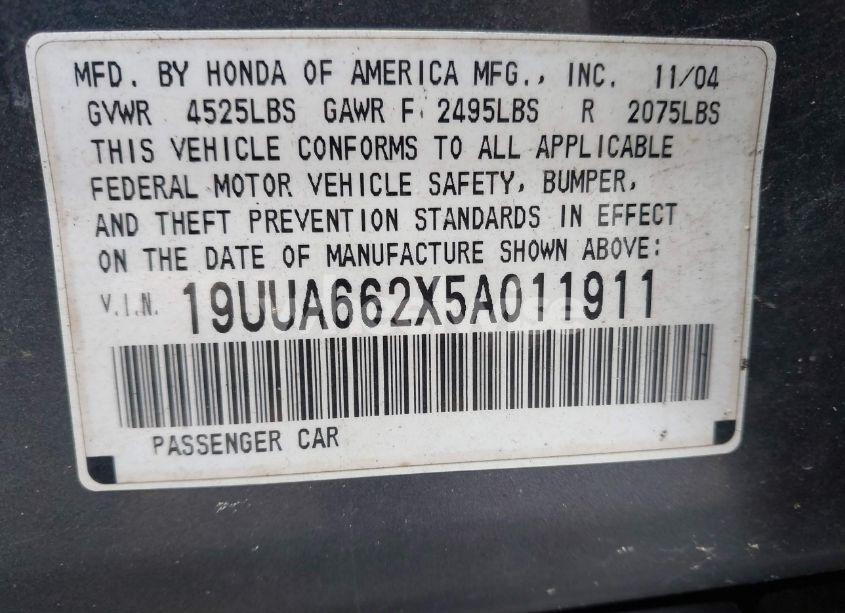 MFD. BY HONDA OF AMERICA MFG., INC. 11/04
GVWR 4525LBS GAWR F 2495LBS R 2075LBS
THIS VEHICLE CONFORMS TO ALL APPLICABLE
FEDERAL MOTOR VEHICLE SAFETY, BUMPER,
AND THEFT PREVENTION STANDARDS IN EFFECT
ON THE DATE OF MANUFACTURE SHOWN ABOVE:
V.I.N. 19UUA662X5A011911
PASSENGER CAR